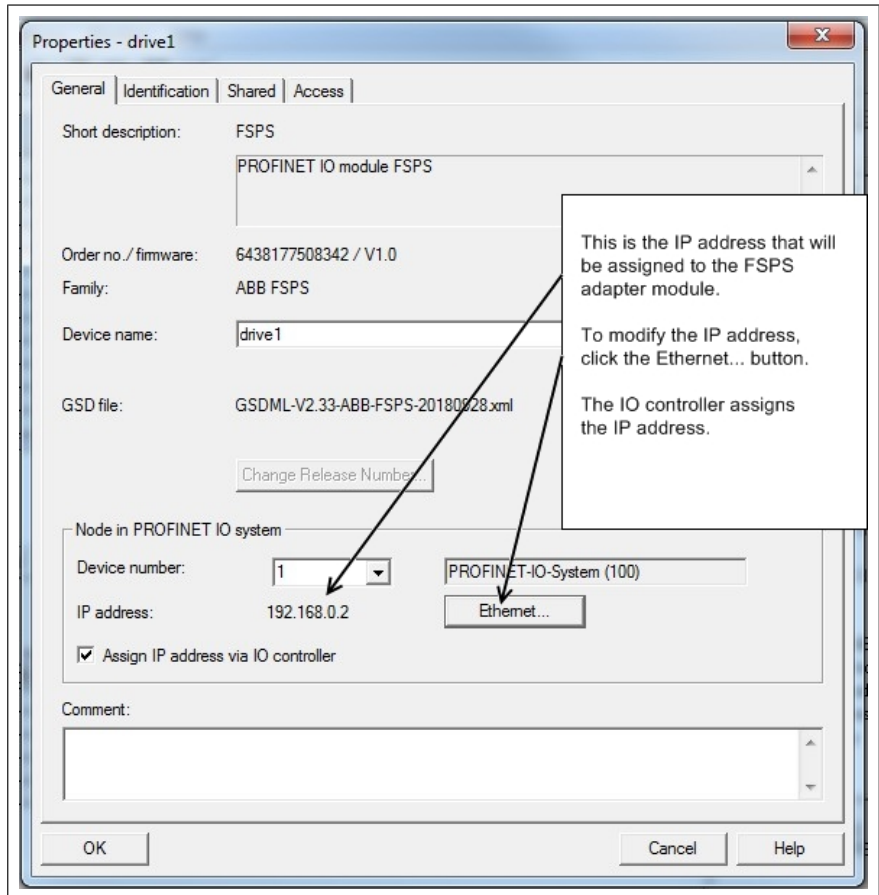 Properties - drive1
General Identification Shared Access
Short description: FSPS
PROFINET IO module FSPS
Order no./ firmware: 6438177508342 / V1.0
Family: ABB FSPS
Device name: drive1
GSD file: GSDML-V2.33-ABB-FSPS-20180928.xml
Change Release Number...
This is the IP address that will
be assigned to the FSPS
adapter module.
To modify the IP address,
click the Ethernet... button.
The IO controller assigns
the IP address.
Node in PROFINET IO system
Device number: 1 PROFINET-IO-System (100)
IP address: 192.168.0.2 Ethernet...
Assign IP address via IO controller
Comment:
OK Cancel Help